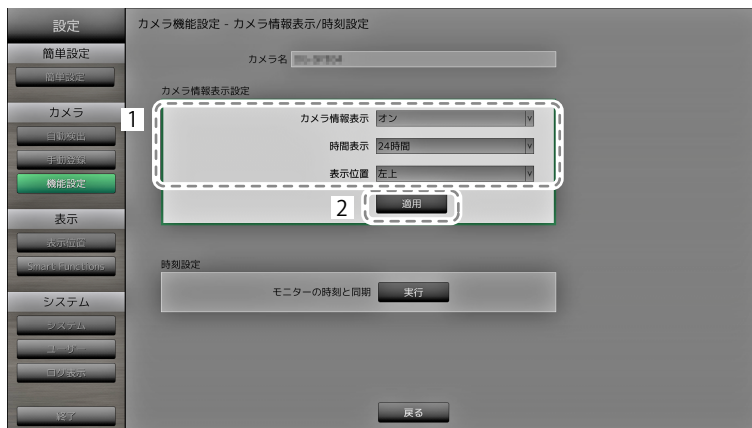 設定
カメラ機能設定 - カメラ情報表示/時刻設定
簡単設定
簡単設定
カメラ
自動検出
手動登録
機能設定
表示
表示位置
Smart Functions
システム
システム
ユーザー
ログ表示
終了
カメラ名
カメラ情報表示設定
1
カメラ情報表示 オン
時間表示 24時間
表示位置 左上
2 適用
時刻設定
モニターの時刻と同期 実行
戻る